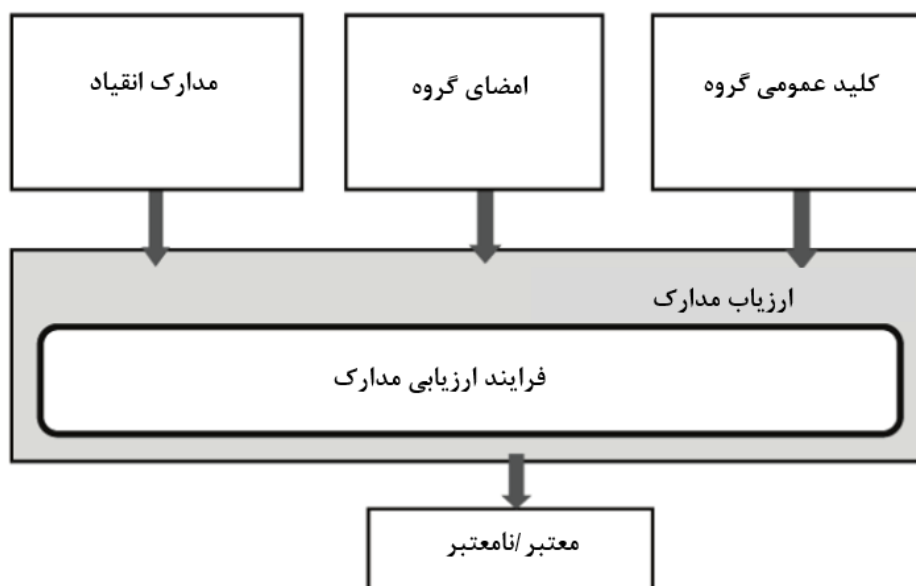 کلید عمومی گروه
امضای گروه
مدارک انقیاد
ارزیاب مدارک
فرایند ارزیابی مدارک
معتبر /نامعتبر